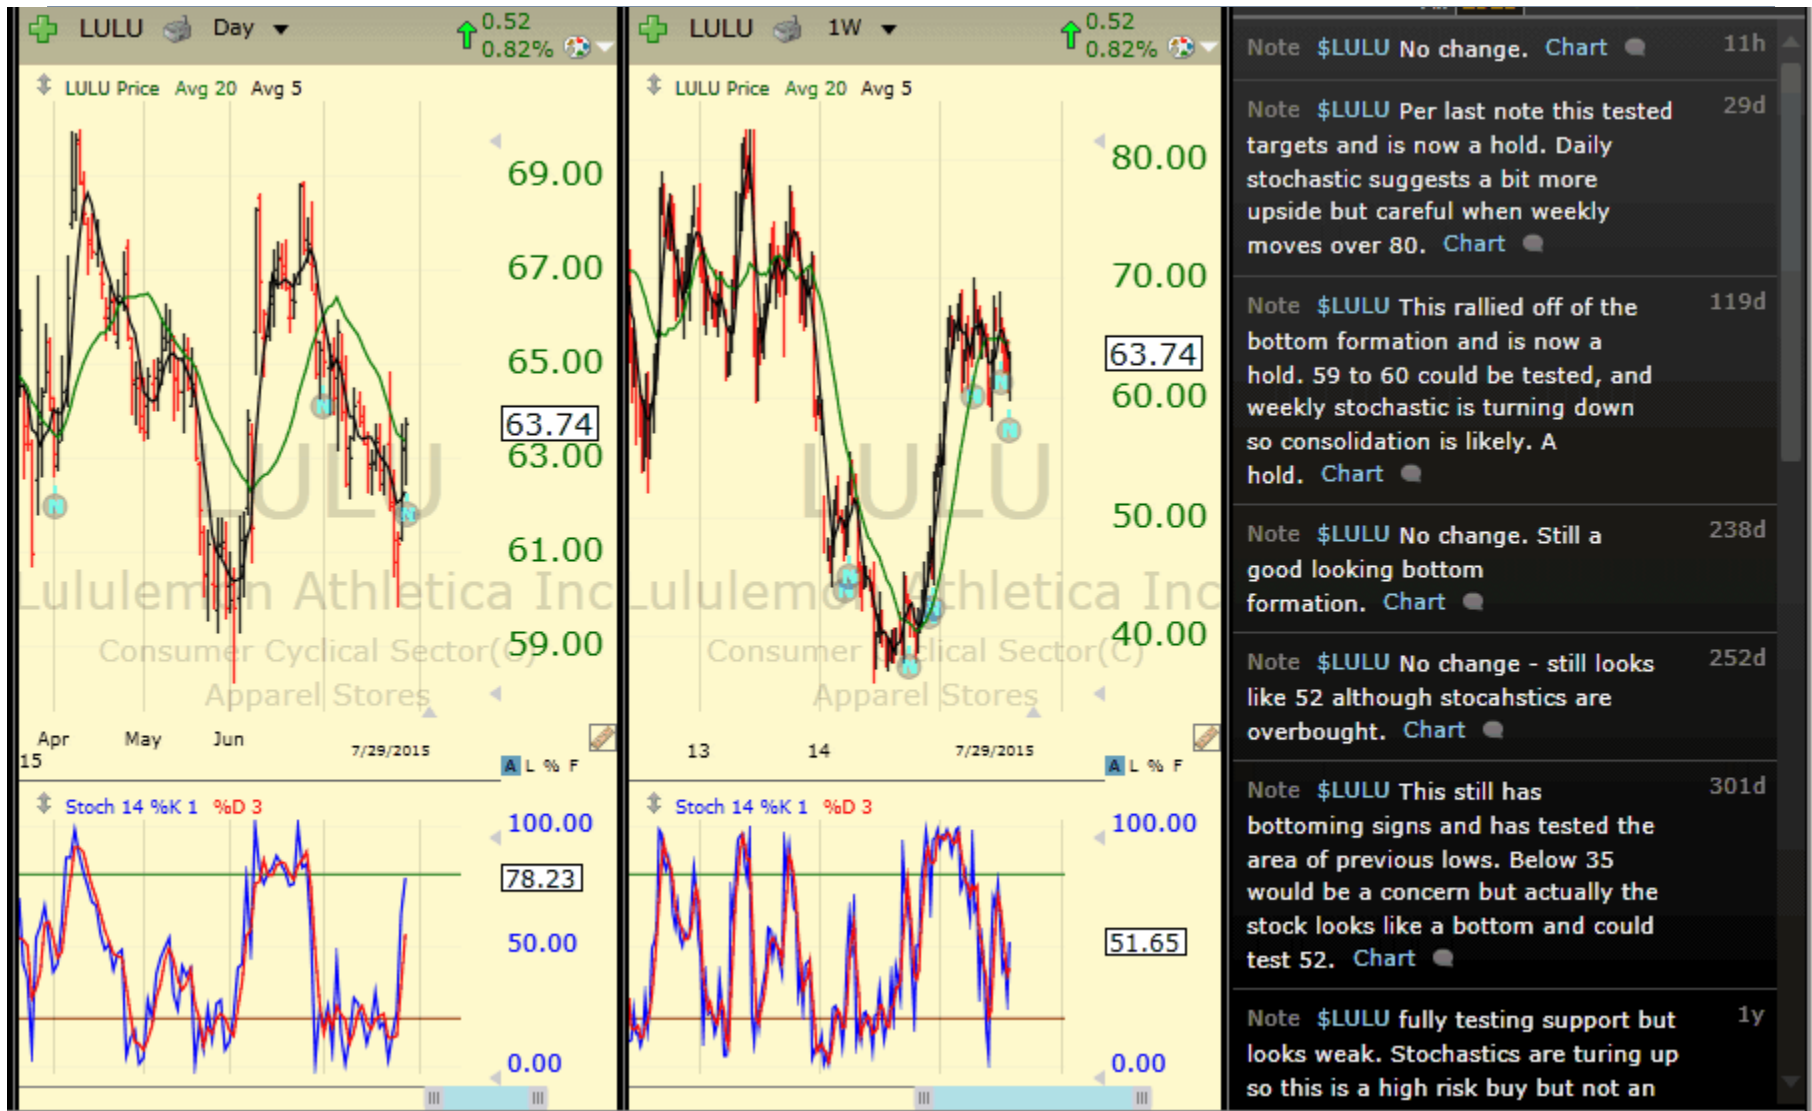 LULU Day 0.52
0.82%
LULU Price Avg 20 Avg 5
69.00
67.00
65.00
63.74
63.00
61.00
59.00
LULU
Lululemon Athletica Inc
Consumer Cyclical Sector(C)
Apparel Stores
Apr May Jun 7/29/2015
15
A L % F
Stoch 14 %K 1 %D 3
100.00
78.23
50.00
0.00
LULU 1W 0.52
0.82%
LULU Price Avg 20 Avg 5
80.00
70.00
63.74
60.00
50.00
40.00
LULU
Lululemo Athletica Inc
Consumer Cyclical Sector(C)
Apparel Stores
13 14 7/29/2015
A L % F
Stoch 14 %K 1 %D 3
100.00
51.65
0.00
Note $LULU No change. Chart 11h
Note $LULU Per last note this tested 29d
targets and is now a hold. Daily
stochastic suggests a bit more
upside but careful when weekly
moves over 80. Chart
Note $LULU This rallied off of the 119d
bottom formation and is now a
hold. 59 to 60 could be tested, and
weekly stochastic is turning down
so consolidation is likely. A
hold. Chart
Note $LULU No change. Still a 238d
good looking bottom
formation. Chart
Note $LULU No change - still looks 252d
like 52 although stocahstics are
overbought. Chart
Note $LULU This still has 301d
bottoming signs and has tested the
area of previous lows. Below 35
would be a concern but actually the
stock looks like a bottom and could
test 52. Chart
Note $LULU fully testing support but 1y
looks weak. Stochastics are turing up
so this is a high risk buy but not an